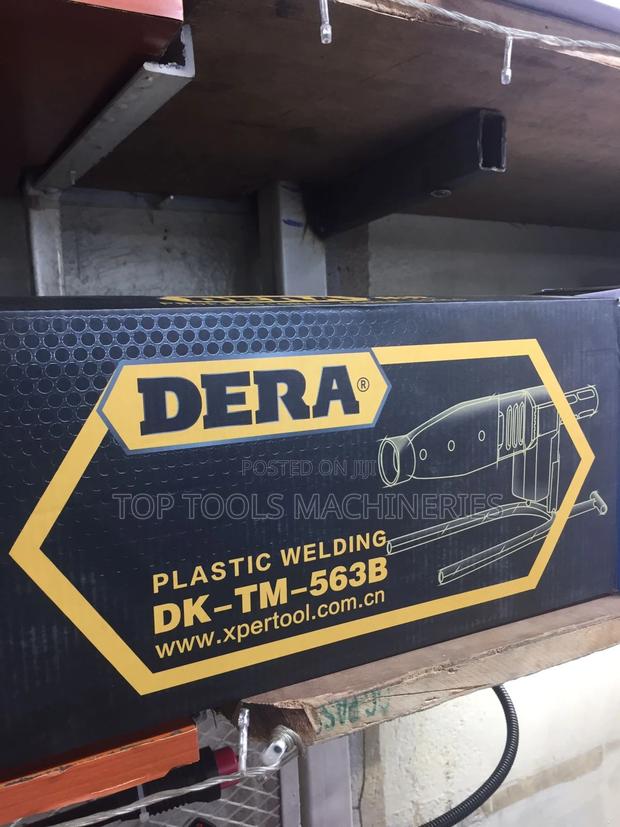 DERA®
POSTED ON JIJI
TOP TOOLS MACHINERIES
PLASTIC WELDING
DK-TM-563B
www.xpertool.com.cn